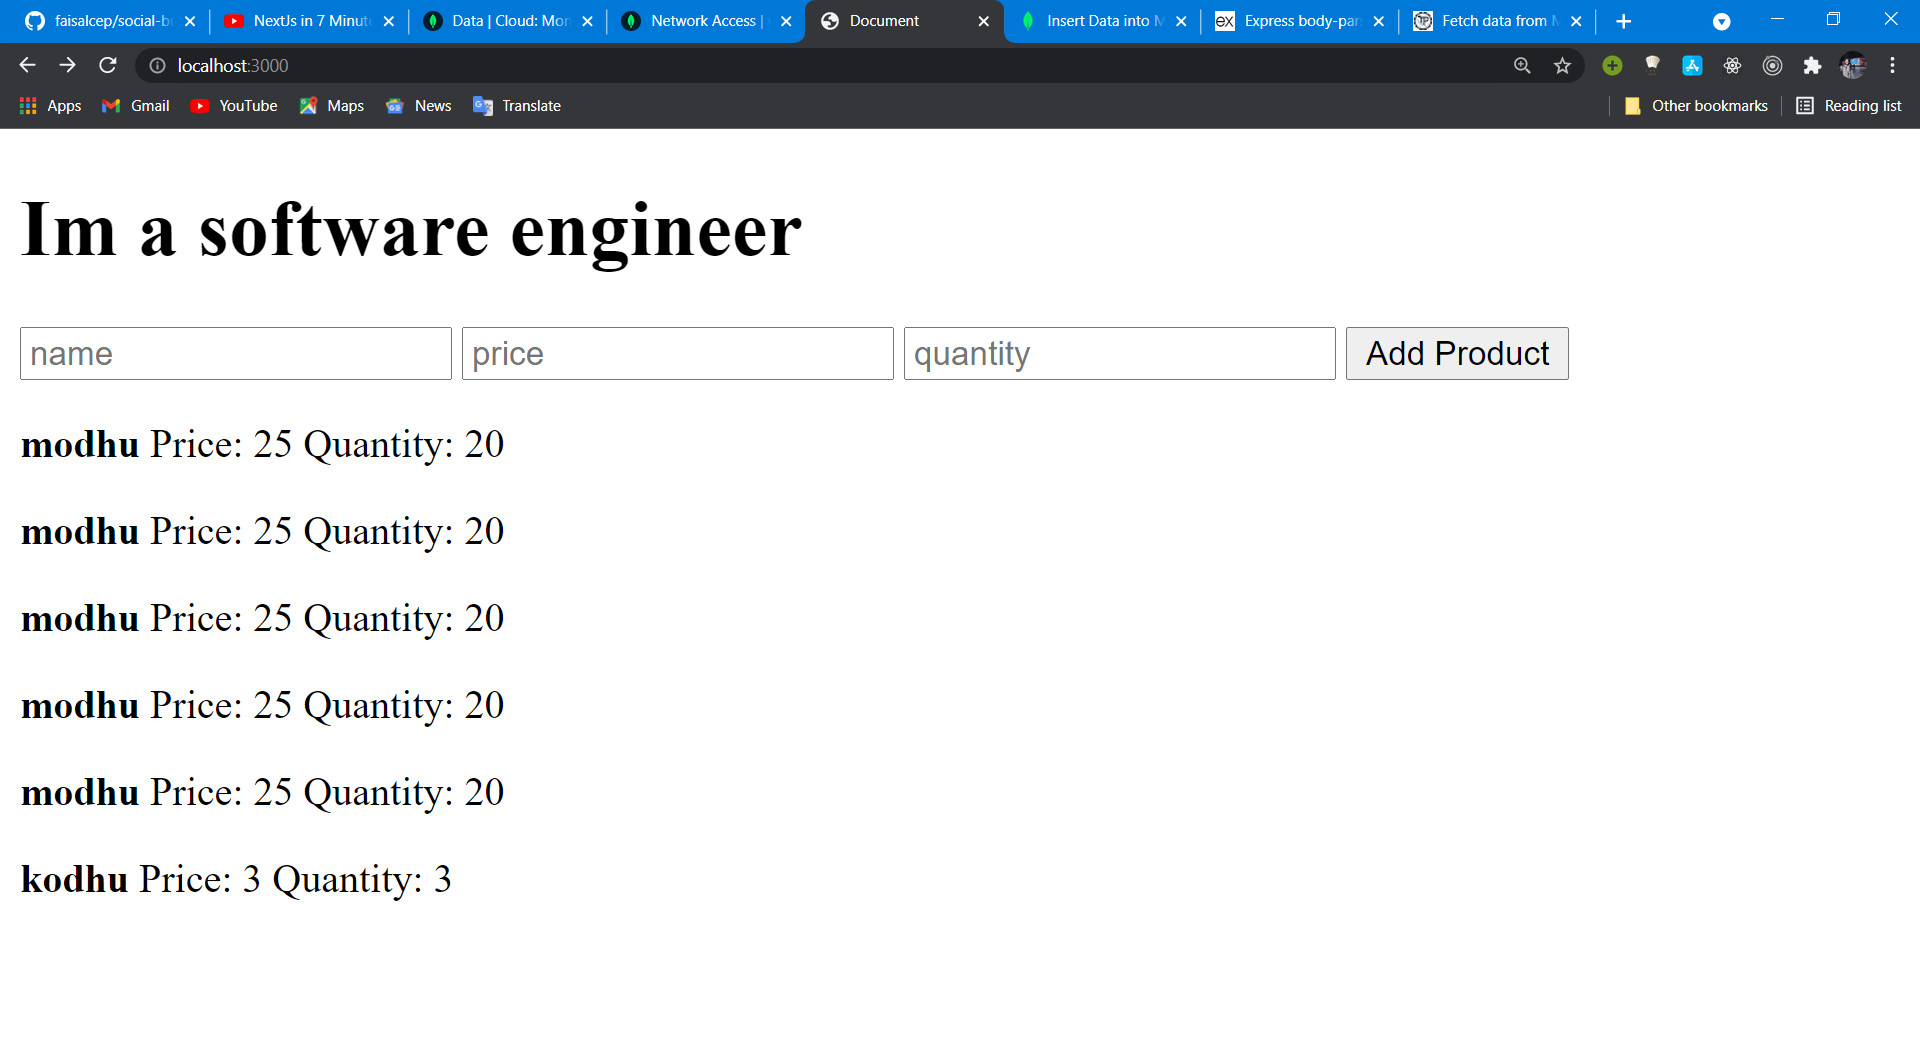 faisalcep/social-b
NextJs in 7 Minut
Data | Cloud: Mon
Network Access |
Document
Insert Data into M
Express body-par
Fetch data from M
localhost:3000
Apps
Gmail
YouTube
Maps
News
Translate
Other bookmarks
Reading list
Im a software engineer
name
price
quantity
Add Product
modhu Price: 25 Quantity: 20
modhu Price: 25 Quantity: 20
modhu Price: 25 Quantity: 20
modhu Price: 25 Quantity: 20
modhu Price: 25 Quantity: 20
kodhu Price: 3 Quantity: 3